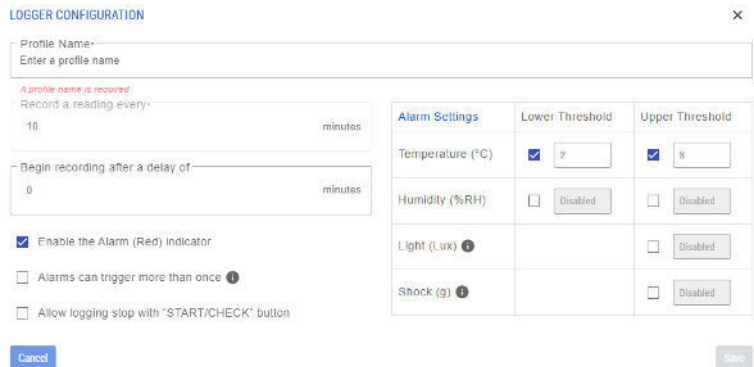 LOGGER CONFIGURATION
Profile Name*
Enter a profile name
A profile name is required
Record a reading every*
10 minutes
Begin recording after a delay of
0 minutes
Enable the Alarm (Red) Indicator
Alarms can trigger more than once
Allow logging stop with "START/CHECK" button
Alarm Settings Lower Threshold Upper Threshold
Temperature (°C) 2 8
Humidity (%RH) Disabled Disabled
Light (Lux) Disabled
Shock (g) Disabled
Cancel Save